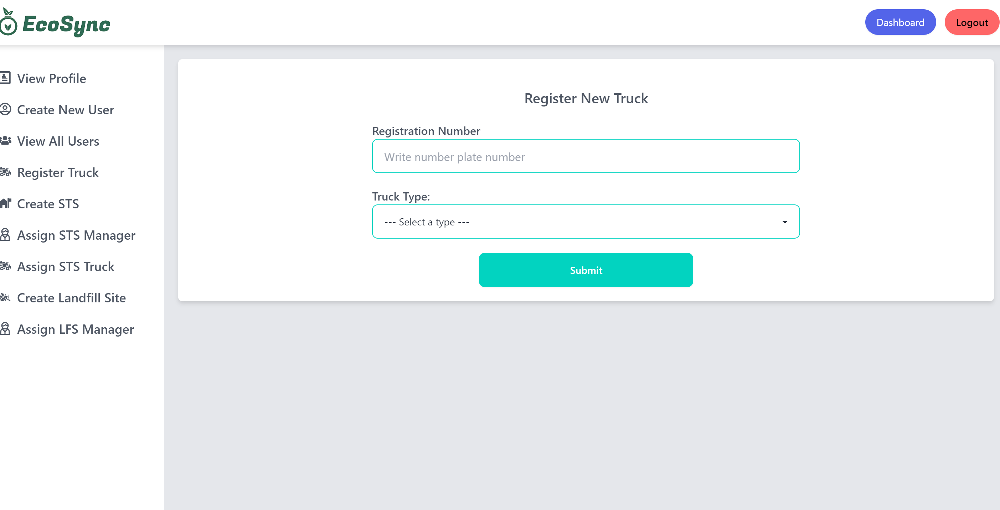 EcoSync
Dashboard
Logout
View Profile
Create New User
View All Users
Register Truck
Create STS
Assign STS Manager
Assign STS Truck
Create Landfill Site
Assign LFS Manager
Register New Truck
Registration Number
Write number plate number
Truck Type:
--- Select a type ---
Submit